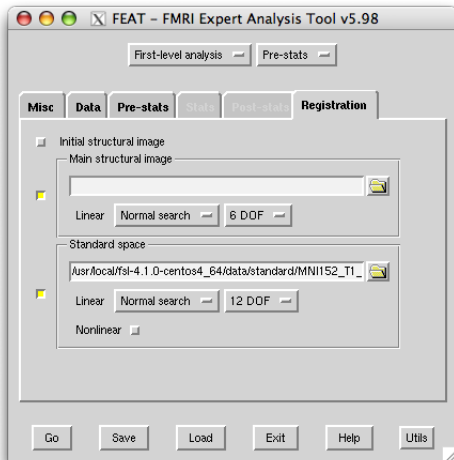 X FEAT - FMRI Expert Analysis Tool v5.98
First-level analysis Pre-stats
Misc Data Pre-stats Stats Post-stats Registration
Initial structural image
Main structural image
Linear Normal search 6 DOF
Standard space
/usr/local/fsl-4.1.0-centos4_64/data/standard/MNI152_T1_
Linear Normal search 12 DOF
Nonlinear
Go Save Load Exit Help Utils